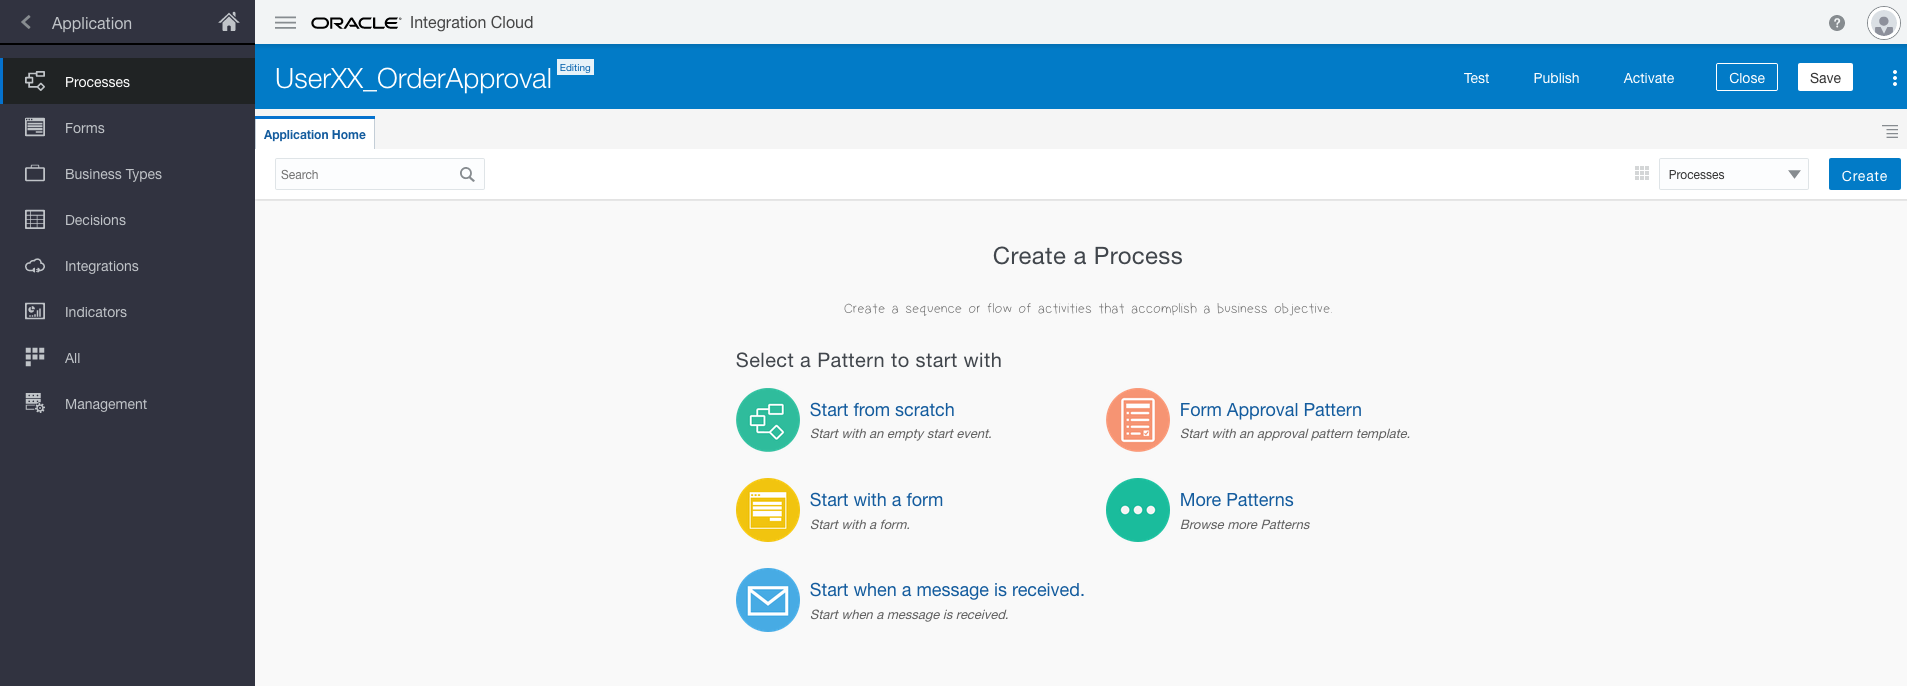 Application
ORACLE Integration Cloud
?
UserXX_OrderApproval Editing
Test Publish Activate Close Save
Processes
Forms
Business Types
Decisions
Integrations
Indicators
All
Management
Application Home
Search
Processes
Create
Create a Process
Create a sequence or flow of activities that accomplish a business objective.
Select a Pattern to start with
Start from scratch
Start with an empty start event.
Form Approval Pattern
Start with an approval pattern template.
Start with a form
Start with a form.
More Patterns
Browse more Patterns
Start when a message is received.
Start when a message is received.